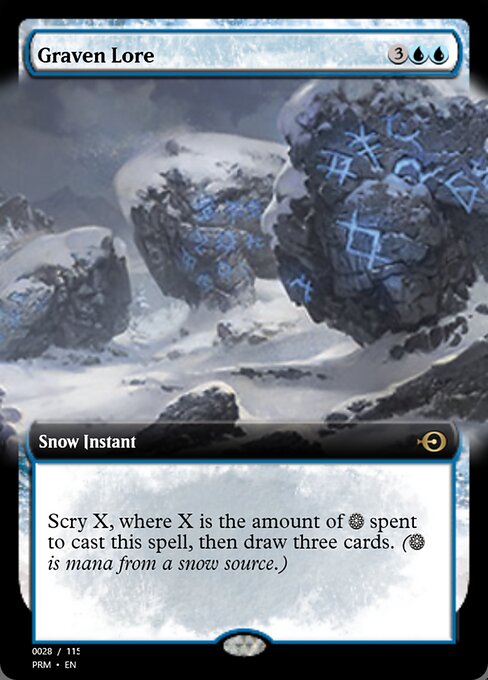 Graven Lore 3
Snow Instant
Scry X, where X is the amount of spent
to cast this spell, then draw three cards. (
is mana from a snow source.)
0028 / 115
PRM • EN